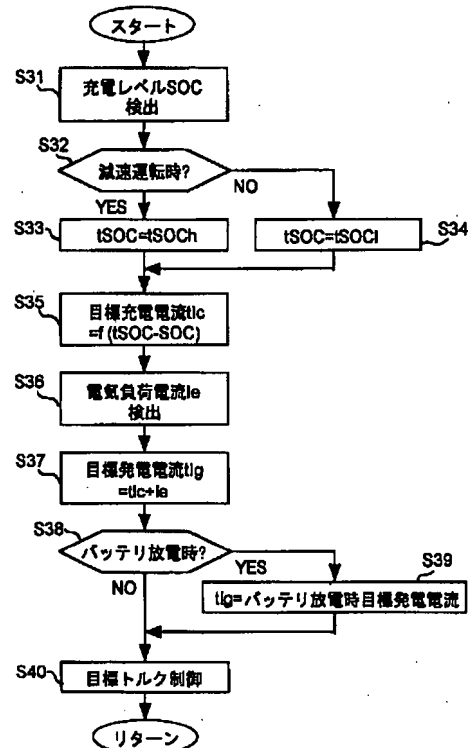 スタート
S31
充電レベルSOC
検出
S32
減速運転時?
NO
YES
S33
tSOC=tSOCh
tSOC=tSOCl
S34
S35
目標充電電流tIc
=f (tSOC-SOC)
S36
電気負荷電流Ie
検出
S37
目標発電電流tIg
=tIc+Ie
S38
バッテリ放電時?
YES
S39
NO
tIg=バッテリ放電時目標発電電流
S40
目標トルク制御
リターン